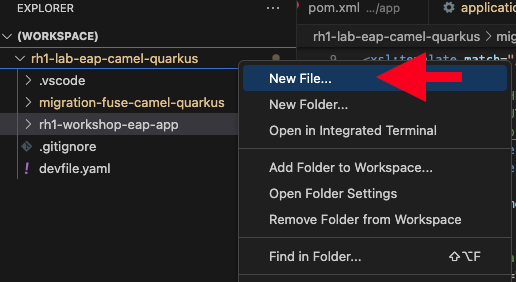 EXPLORER
pom.xml .../app
application
(WORKSPACE)
rh1-lab-eap-camel-quarkus
rh1-lab-eap-camel-quarkus
.vscode
migration-fuse-camel-quarkus
rh1-workshop-eap-app
.gitignore
devfile.yaml
9 <xsl:template match="
New File...
New Folder...
Open in Integrated Terminal
Add Folder to Workspace...
Open Folder Settings
Remove Folder from Workspace
Find in Folder... ⇧⌥F